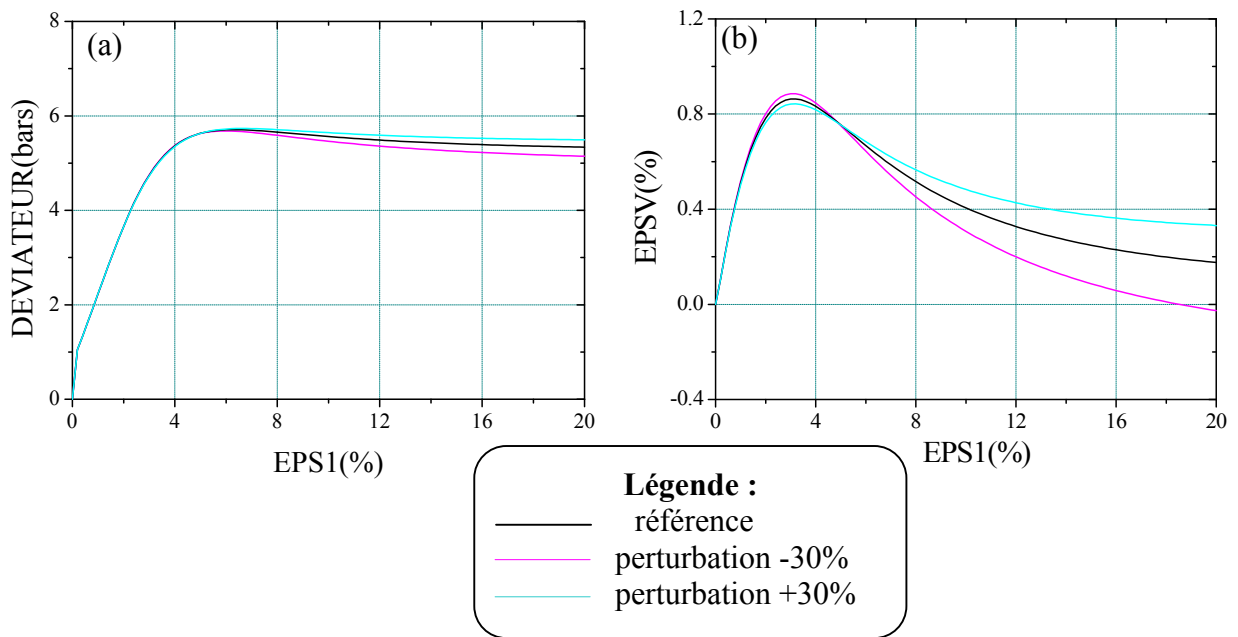 (a)
8
6
4
2
0
DEVIATEUR(bars)
0 4 8 12 16 20
EPS1(%)
(b)
1.2
0.8
0.4
0.0
-0.4
EPSV(%)
0 4 8 12 16 20
EPS1(%)
Légende :
référence
perturbation -30%
perturbation +30%